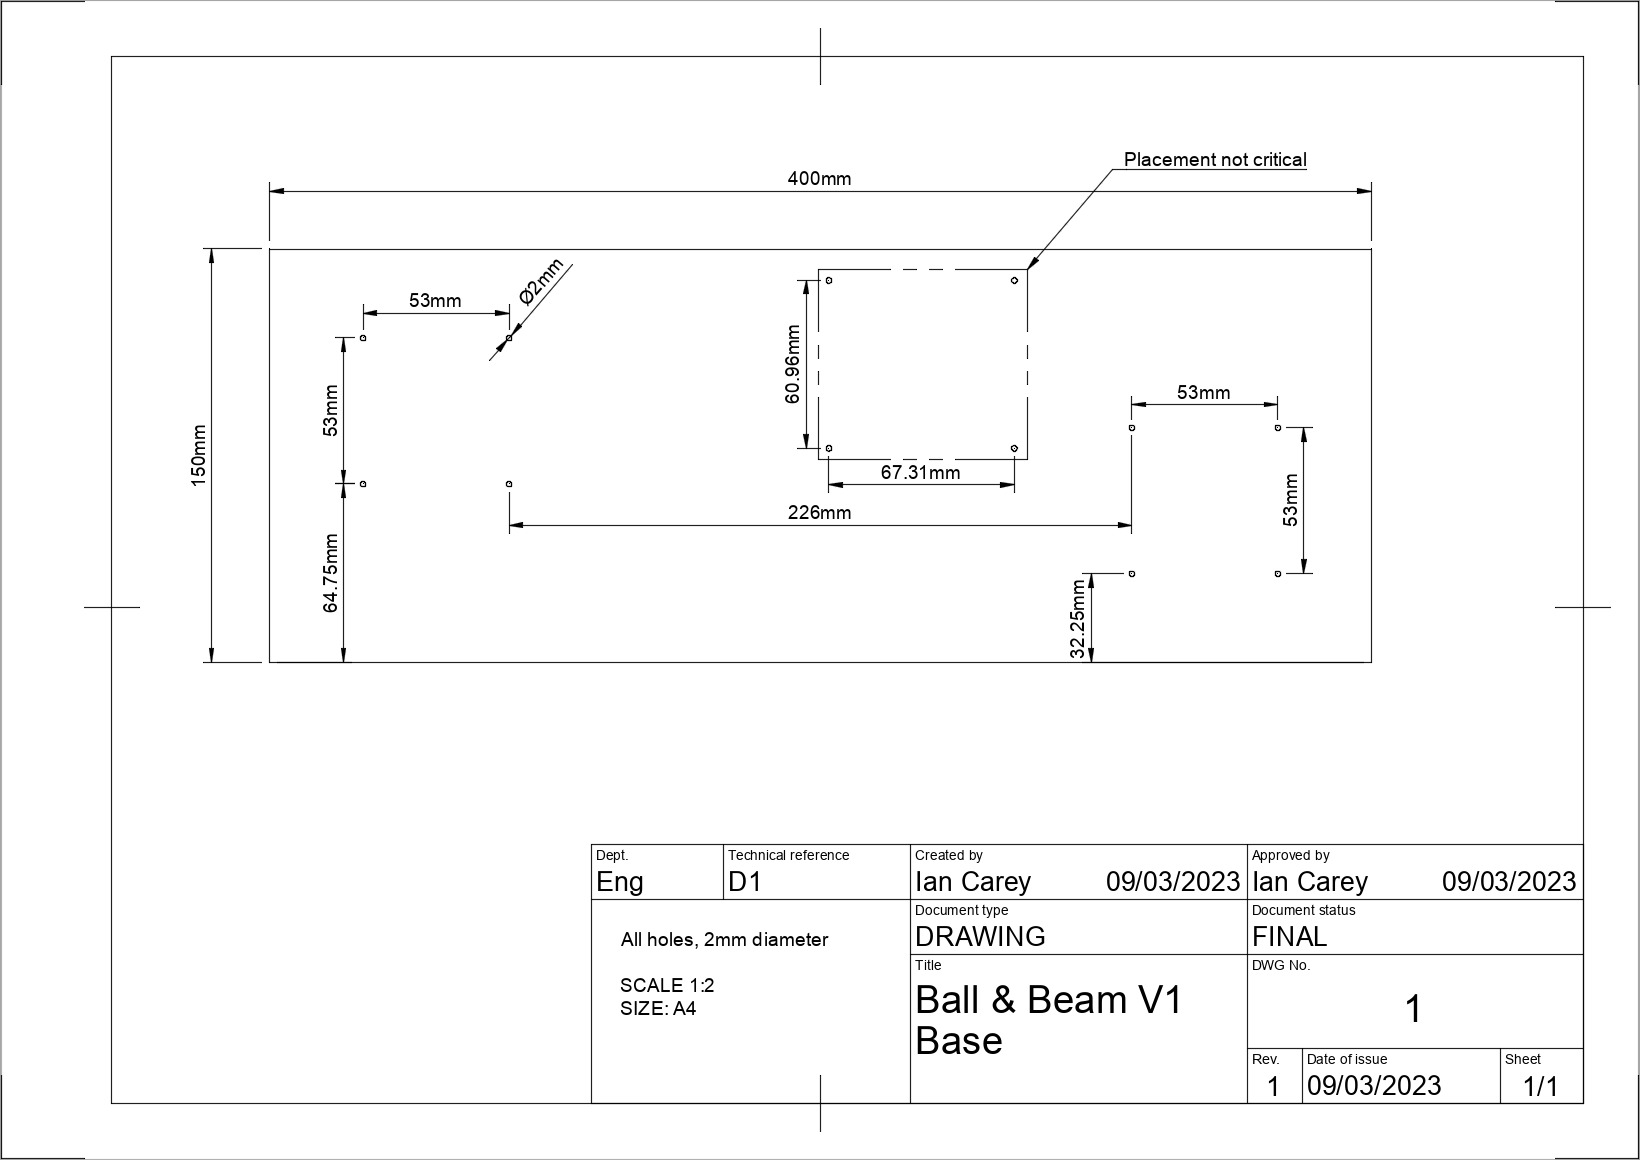 Placement not critical
400mm
Ø2mm
53mm
60.96mm
53mm
53mm
150mm
67.31mm
53mm
226mm
64.75mm
32.25mm
Dept.
Eng
Technical reference
D1
Created by
Ian Carey 09/03/2023
Approved by
Ian Carey 09/03/2023
All holes, 2mm diameter
SCALE 1:2
SIZE: A4
Document type
DRAWING
Document status
FINAL
Title
Ball & Beam V1
Base
DWG No.
1
Rev.
1
Date of issue
09/03/2023
Sheet
1/1